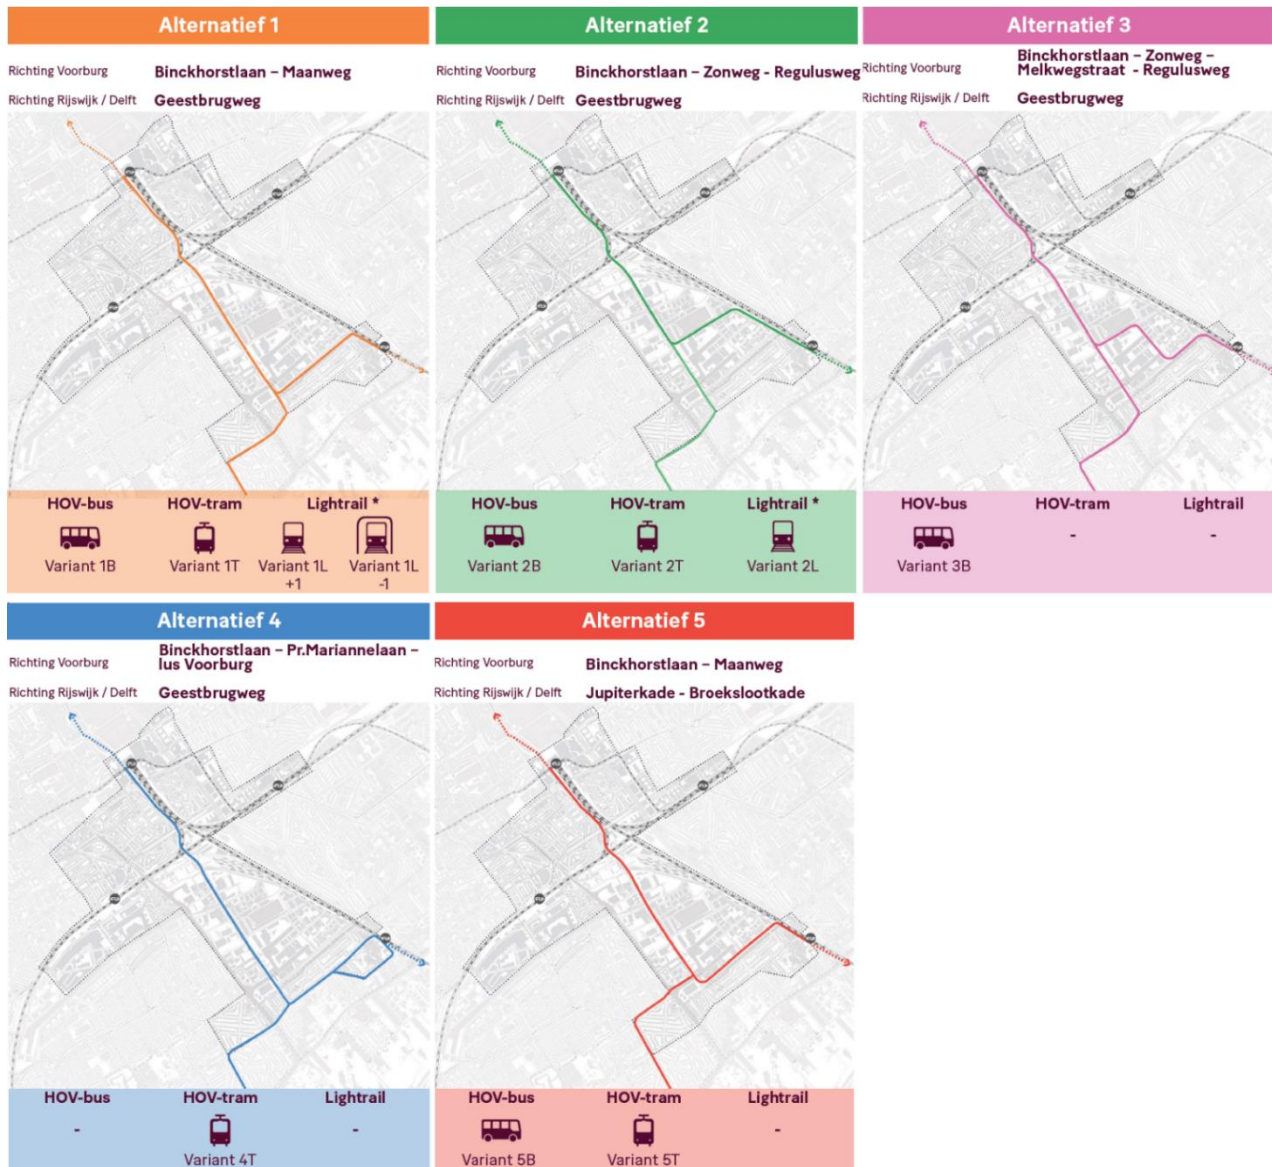 Alternatief 1
Richting Voorburg Binckhorstlaan – Maanweg
Richting Rijswijk / Delft Geestbrugweg
HOV-bus HOV-tram Lightrail *
Variant 1B Variant 1T Variant 1L +1 Variant 1L -1
Alternatief 2
Richting Voorburg Binckhorstlaan – Zonweg - Regulusweg
Richting Rijswijk / Delft Geestbrugweg
HOV-bus HOV-tram Lightrail *
Variant 2B Variant 2T Variant 2L
Alternatief 3
Richting Voorburg Binckhorstlaan – Zonweg –
Melkwegstraat - Regulusweg
Richting Rijswijk / Delft Geestbrugweg
HOV-bus HOV-tram Lightrail
Variant 3B - -
Alternatief 4
Richting Voorburg Binckhorstlaan – Pr.Mariannelaan –
lus Voorburg
Richting Rijswijk / Delft Geestbrugweg
HOV-bus HOV-tram Lightrail
- Variant 4T -
Alternatief 5
Richting Voorburg Binckhorstlaan – Maanweg
Richting Rijswijk / Delft Jupiterkade - Broekslootkade
HOV-bus HOV-tram Lightrail
Variant 5B Variant 5T -